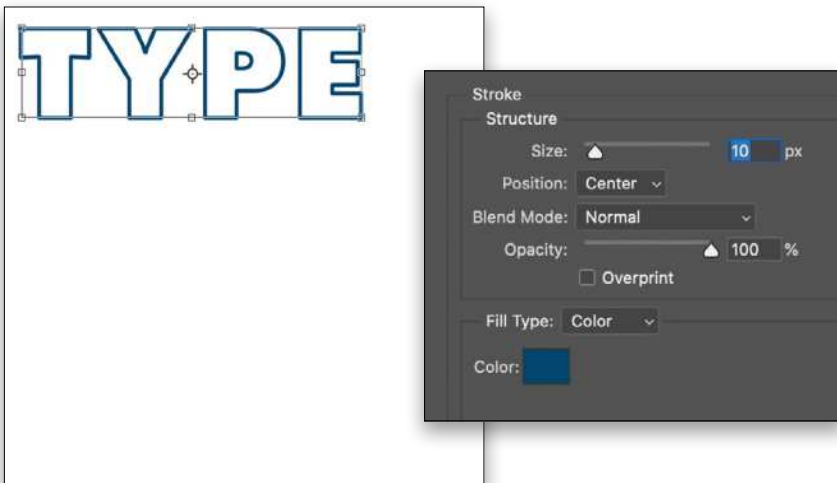 TYPE
Stroke
Structure
Size: 10 px
Position: Center
Blend Mode: Normal
Opacity: 100 %
Overprint
Fill Type: Color
Color: